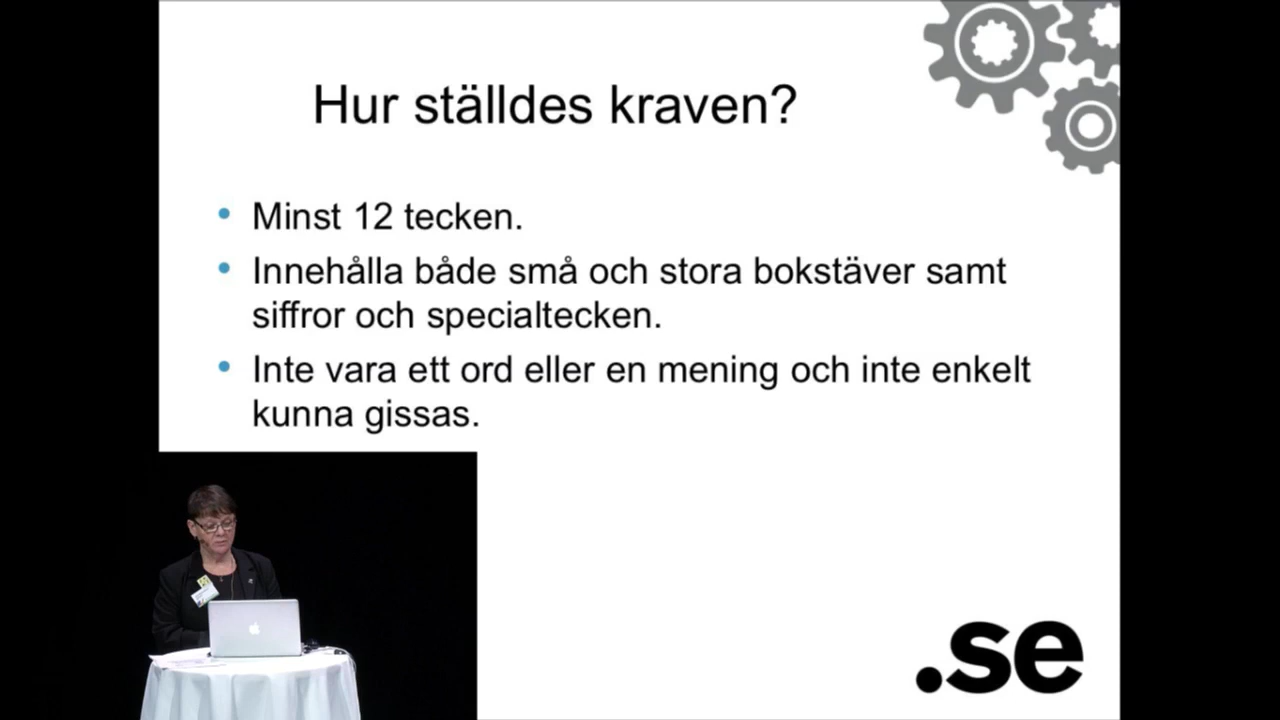 Hur ställdes kraven?
Minst 12 tecken.
Innehålla både små och stora bokstäver samt
siffror och specialtecken.
Inte vara ett ord eller en mening och inte enkelt
kunna gissas.
.se